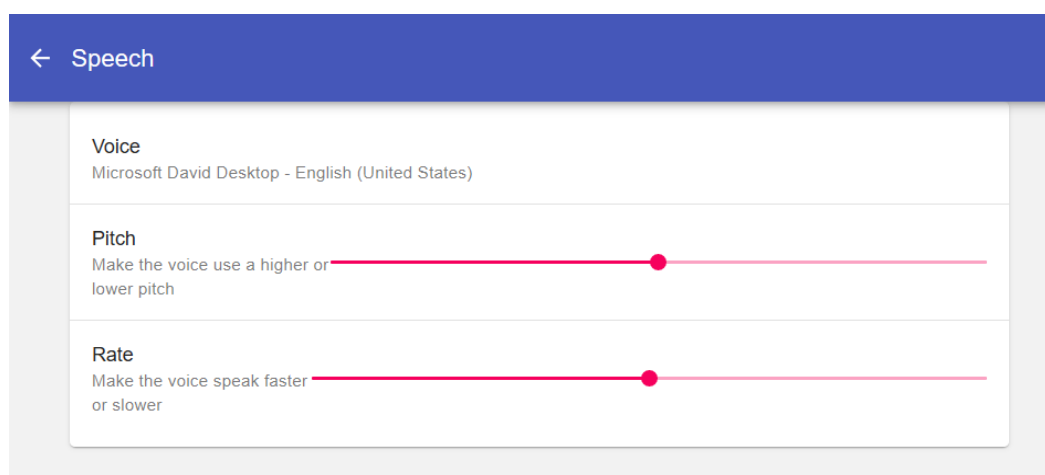 Speech
Voice
Microsoft David Desktop - English (United States)
Pitch
Make the voice use a higher or
lower pitch
Rate
Make the voice speak faster
or slower